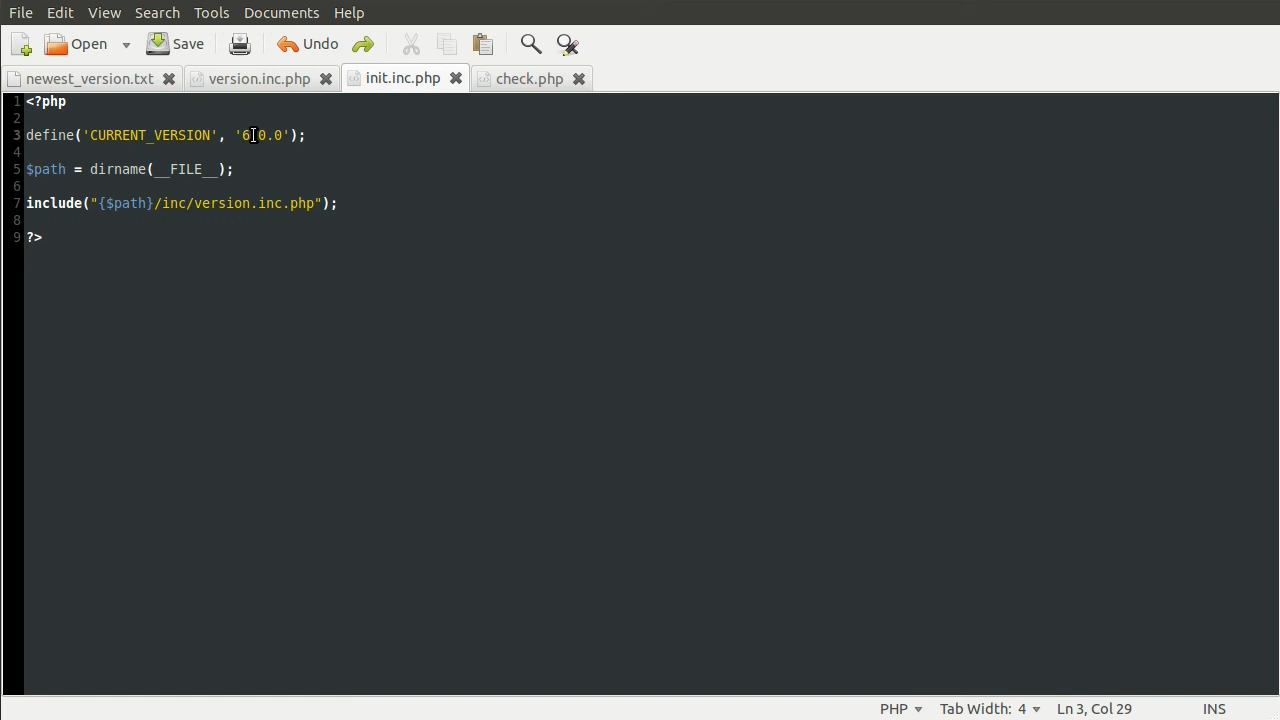 File Edit View Search Tools Documents Help
Open Save Undo
newest_version.txt version.inc.php init.inc.php check.php
1 <?php
2
3 define('CURRENT_VERSION', '6.0.0');
4
5 $path = dirname(__FILE__);
6
7 include("{$path}/inc/version.inc.php");
8
9 ?>
PHP Tab Width: 4 Ln 3, Col 29 INS